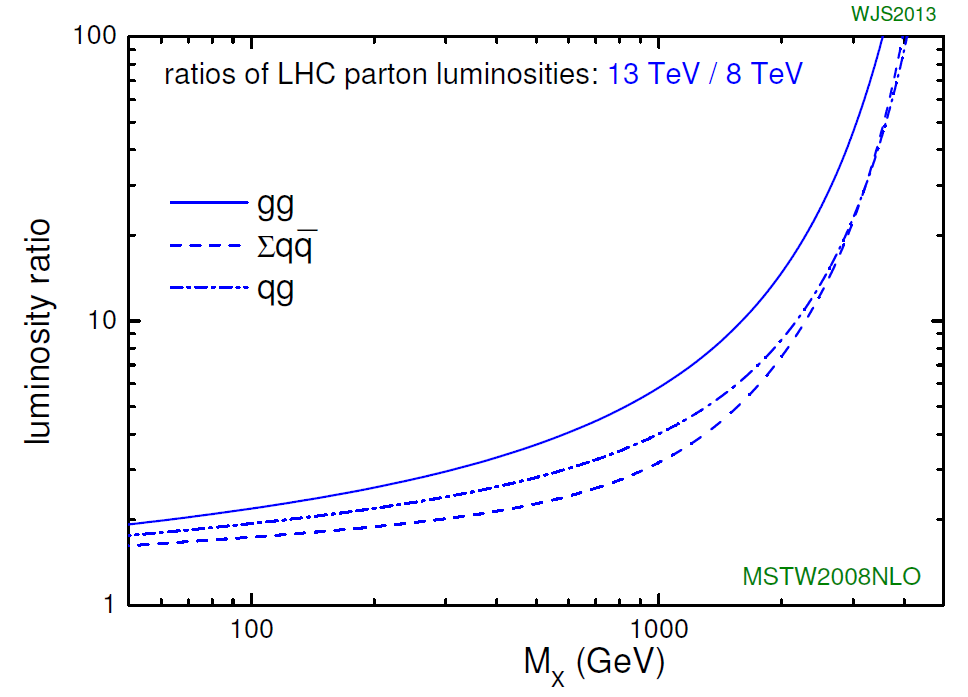 WJS2013
100
ratios of LHC parton luminosities: 13 TeV / 8 TeV
gg
Σqq̅
qg
10
luminosity ratio
MSTW2008NLO
1
100
1000
M_X (GeV)